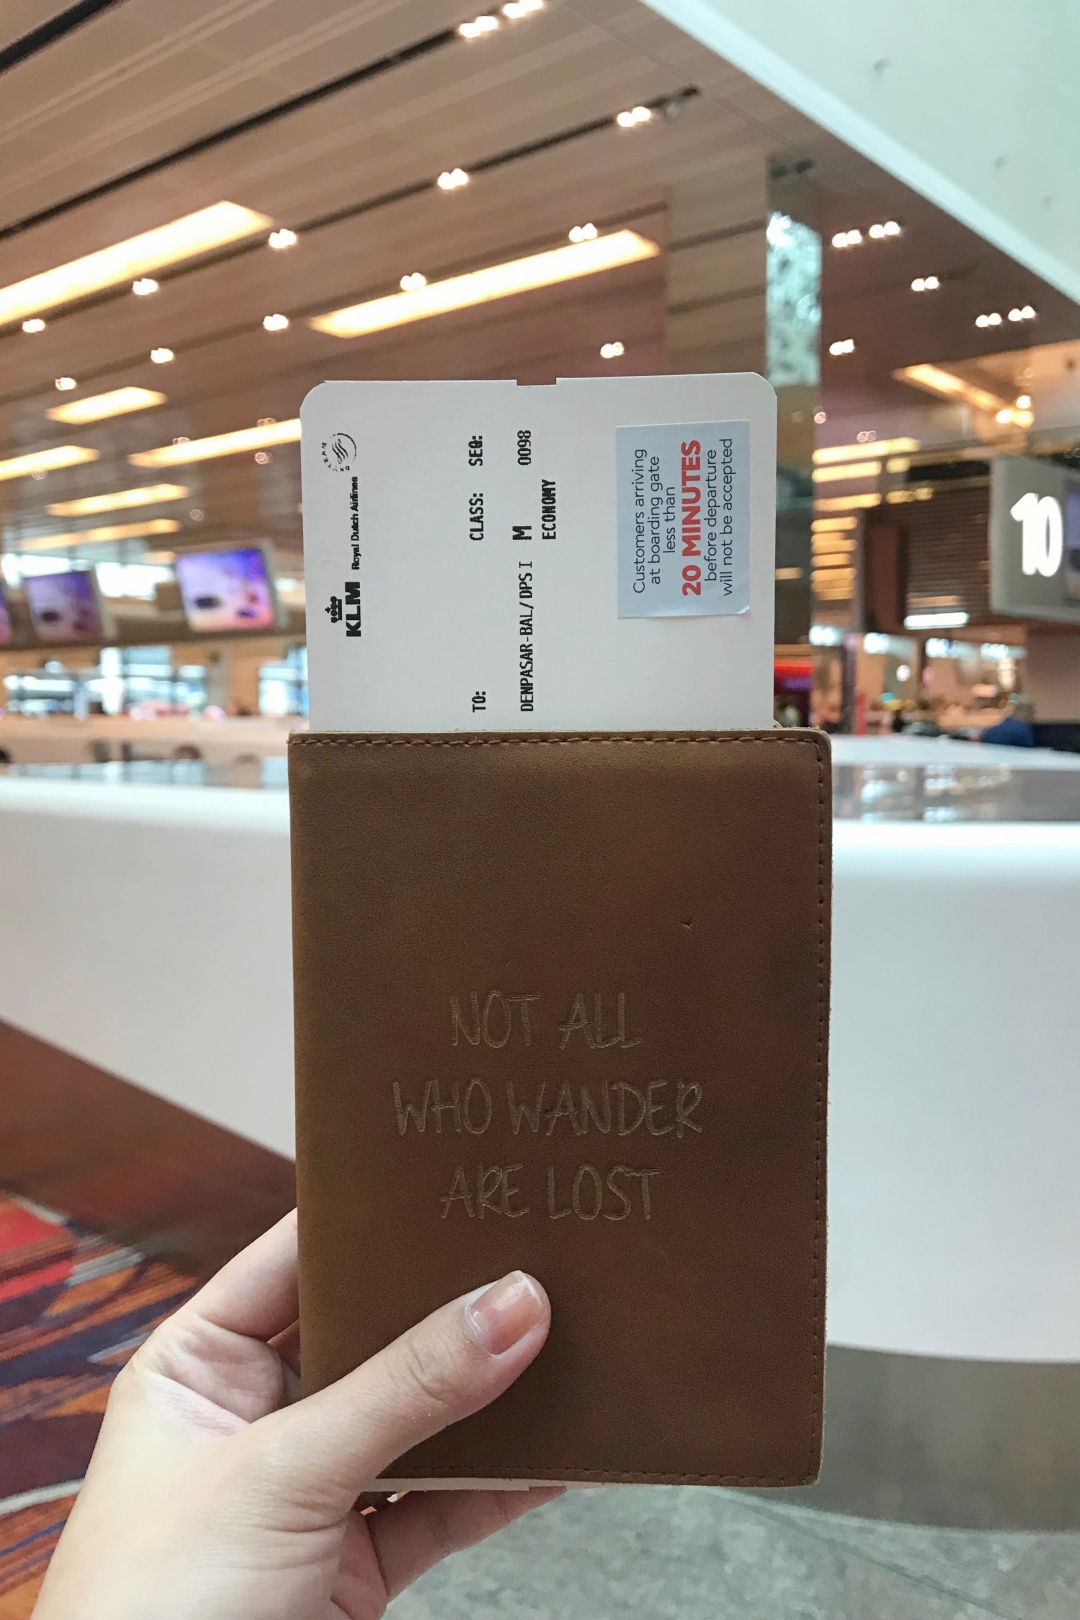 KLM Royal Dutch Airlines
TO: CLASS: SEQ:
DENPASAR-BAL/DPS I M 0098
ECONOMY
Customers arriving
at boarding gate
less than
20 MINUTES
before departure
will not be accepted
10
NOT ALL
WHO WANDER
ARE LOST